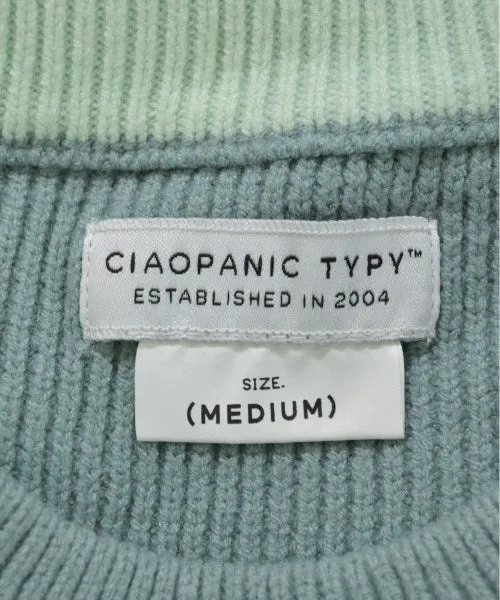 CIAOPANIC TYPY™
ESTABLISHED IN 2004
SIZE.
(MEDIUM)